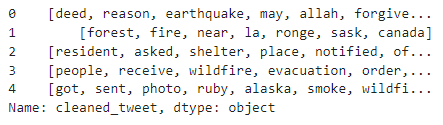 0    [deed, reason, earthquake, may, allah, forgive...
1        [forest, fire, near, la, ronge, sask, canada]
2    [resident, asked, shelter, place, notified, of...
3    [people, receive, wildfire, evacuation, order,...
4    [got, sent, photo, ruby, alaska, smoke, wildfi...
Name: cleaned_tweet, dtype: object